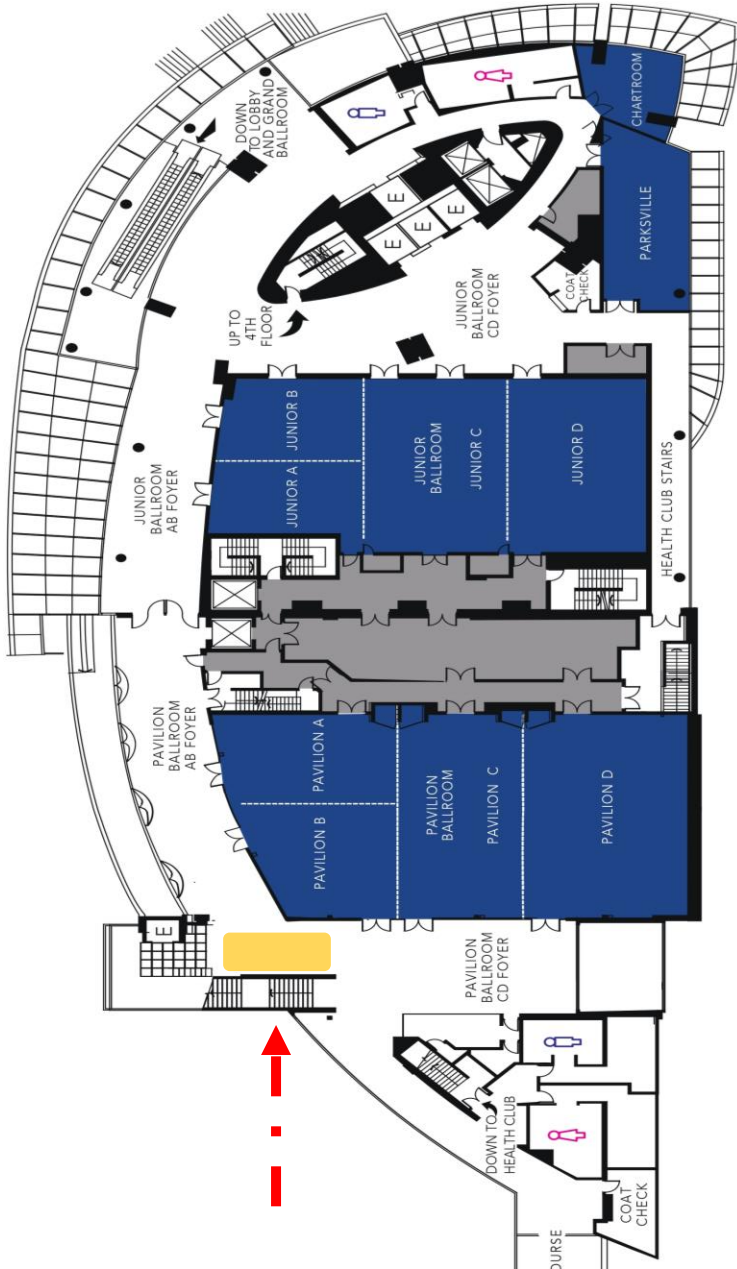 DOWN
TO LOBBY
AND GRAND
BALLROOM
CHARTROOM
PARKSVILLE
E
E
E
E
COAT
CHECK
UP TO
4TH
FLOOR
JUNIOR
BALLROOM
CD FOYER
JUNIOR
BALLROOM
AB FOYER
JUNIOR B
JUNIOR A
JUNIOR
BALLROOM
JUNIOR C
JUNIOR D
HEALTH CLUB STAIRS
PAVILION
BALLROOM
AB FOYER
PAVILION A
PAVILION B
PAVILION
BALLROOM
PAVILION C
PAVILION D
E
PAVILION
BALLROOM
CD FOYER
DOWN TO
HEALTH CLUB
COAT
CHECK
OURSE